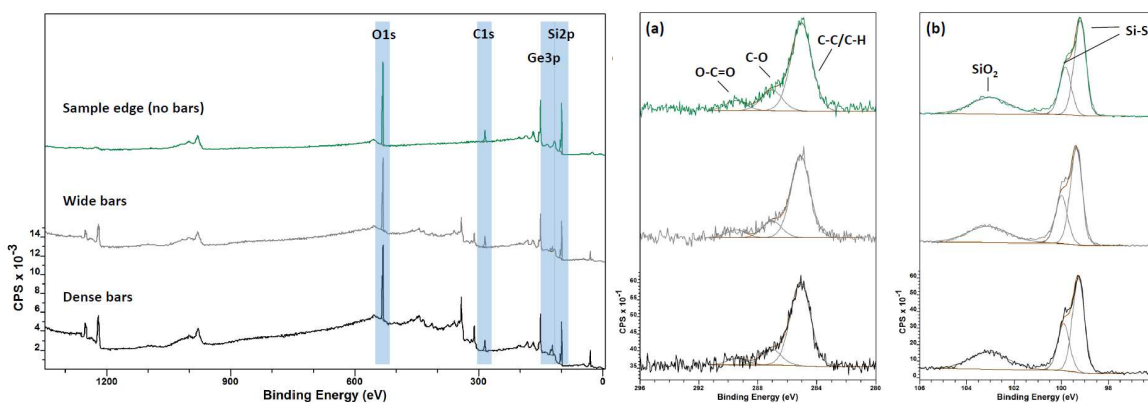 O1s
C1s
Si2p
Ge3p
Sample edge (no bars)
Wide bars
Dense bars
CPS x 10⁻³
14
12
10
8
6
4
2
1200
900
600
300
0
Binding Energy (eV)
(a)
C-C/C-H
C-O
O-C=O
CPS x 10⁻¹
60
55
50
45
40
35
296
292
288
284
280
Binding Energy (eV)
(b)
Si-S
SiO₂
CPS x 10⁻¹
60
50
40
30
20
10
0
106
104
102
100
98
Binding Energy (eV)